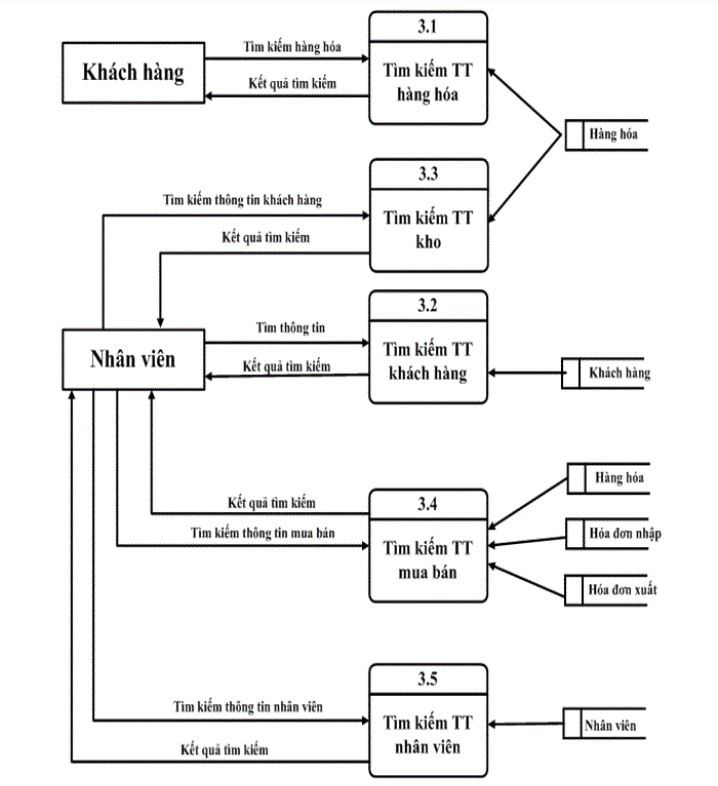 3.1
Khách hàng
Tìm kiếm hàng hóa
Kết quả tìm kiếm
Tìm kiếm TT
hàng hóa
Hàng hóa
3.3
Tìm kiếm thông tin khách hàng
Kết quả tìm kiếm
Tìm kiếm TT
kho
3.2
Nhân viên
Tìm thông tin
Kết quả tìm kiếm
Tìm kiếm TT
khách hàng
Khách hàng
3.4
Kết quả tìm kiếm
Tìm kiếm thông tin mua bán
Tìm kiếm TT
mua bán
Hàng hóa
Hóa đơn nhập
Hóa đơn xuất
3.5
Tìm kiếm thông tin nhân viên
Kết quả tìm kiếm
Tìm kiếm TT
nhân viên
Nhân viên